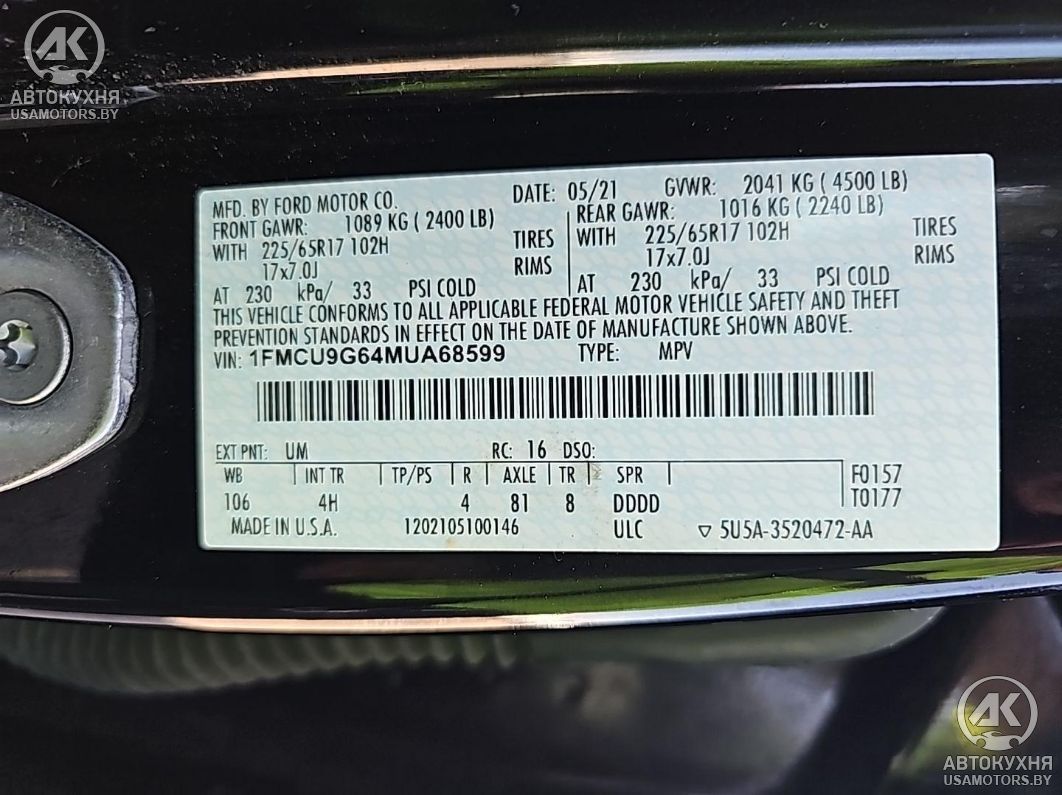 АК
АВТОКУХНЯ
USAMOTORS.BY
MFD. BY FORD MOTOR CO. DATE: 05/21 GVWR: 2041 KG ( 4500 LB)
FRONT GAWR: 1089 KG ( 2400 LB) REAR GAWR: 1016 KG ( 2240 LB)
WITH 225/65R17 102H TIRES WITH 225/65R17 102H TIRES
17x7.0J RIMS 17x7.0J RIMS
AT 230 kPa/ 33 PSI COLD AT 230 kPa/ 33 PSI COLD
THIS VEHICLE CONFORMS TO ALL APPLICABLE FEDERAL MOTOR VEHICLE SAFETY AND THEFT
PREVENTION STANDARDS IN EFFECT ON THE DATE OF MANUFACTURE SHOWN ABOVE.
VIN: 1FMCU9G64MUA68599 TYPE: MPV
EXT PNT: UM RC: 16 DSO:
WB INT TR TP/PS R AXLE TR SPR F0157
106 4H 4 81 8 DDDD T0177
MADE IN U.S.A. 1202105100146 ULC ▽ 5U5A-3520472-AA
АК
АВТОКУХНЯ
USAMOTORS.BY